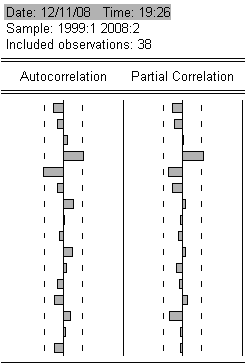 Date: 12/11/08 Time: 19:26
Sample: 1999:1 2008:2
Included observations: 38
Autocorrelation Partial Correlation